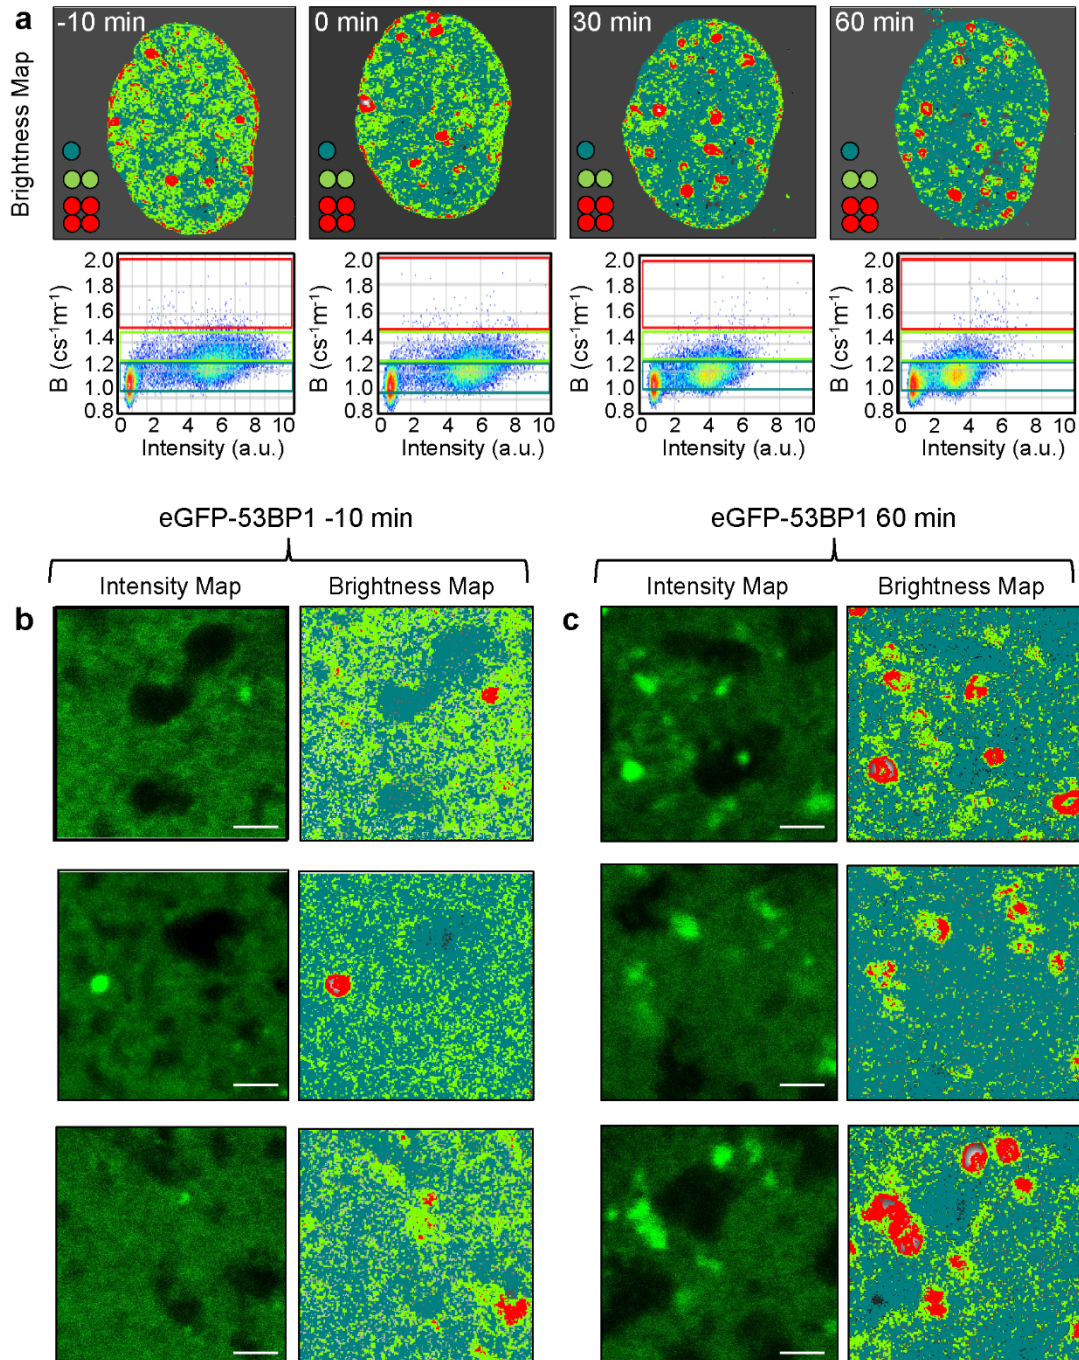 a
-10 min
0 min
30 min
60 min
Brightness Map
B (cs⁻¹m⁻¹)
2.0
1.8
1.6
1.4
1.2
1.0
0.8
0 2 4 6 8 10
Intensity (a.u.)
B (cs⁻¹m⁻¹)
2.0
1.8
1.6
1.4
1.2
1.0
0.8
0 2 4 6 8 10
Intensity (a.u.)
B (cs⁻¹m⁻¹)
2.0
1.8
1.6
1.4
1.2
1.0
0.8
0 2 4 6 8 10
Intensity (a.u.)
B (cs⁻¹m⁻¹)
2.0
1.8
1.6
1.4
1.2
1.0
0.8
0 2 4 6 8 10
Intensity (a.u.)
eGFP-53BP1 -10 min
Intensity Map
Brightness Map
b
eGFP-53BP1 60 min
Intensity Map
Brightness Map
c